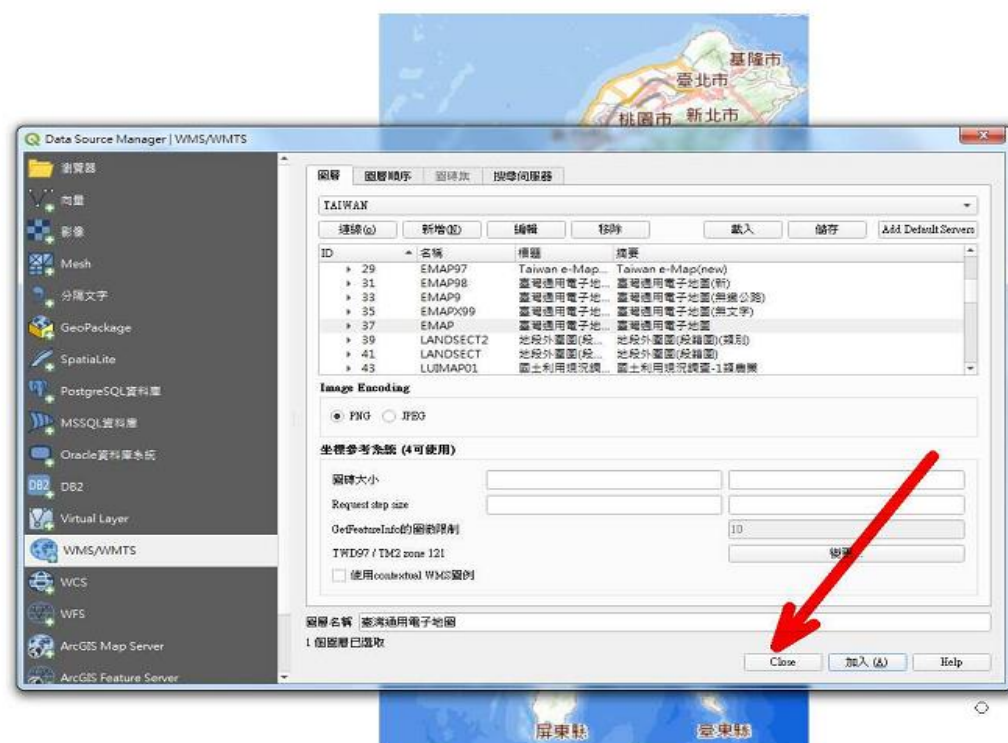 基隆市
臺北市
桃園市 新北市
Data Source Manager | WMS/WMTS
瀏覽器
向量
影像
Mesh
分隔文字
GeoPackage
SpatiaLite
PostgreSQL資料庫
MSSQL資料庫
Oracle資料庫系統
DB2 DB2
Virtual Layer
WMS/WMTS
WCS
WFS
ArcGIS Map Server
ArcGIS Feature Server
圖層 圖層順序 圖磚集 搜尋伺服器
TAIWAN
連線(o) 新增(N) 編輯 移除 載入 儲存 Add Default Servers
ID 名稱 標題 摘要
29 EMAP97 Taiwan e-Map... Taiwan e-Map(new)
31 EMAP98 臺灣通用電子地... 臺灣通用電子地圖(新)
33 EMAP9 臺灣通用電子地... 臺灣通用電子地圖(無縣公路)
35 EMAPX99 臺灣通用電子地... 臺灣通用電子地圖(無文字)
37 EMAP 臺灣通用電子地... 臺灣通用電子地圖
39 LANDSECT2 地段外圍圖(段... 地段外圍圖(段籍圖)(類別)
41 LANDSECT 地段外圍圖(段... 地段外圍圖(段籍圖)
43 LUIMAP01 國土利用現況調... 國土利用現況調查-1類農業
Image Encoding
PNG JPEG
坐標參考系統 (4可使用)
圖磚大小
Request step size
GetFeatureInfo的圖徵限制 10
TWD97 / TM2 zone 121
使用contextual WMS圖例
圖層名稱 臺灣通用電子地圖
1 個圖層已選取
Close 加入 (A) Help
屏東縣 臺東縣